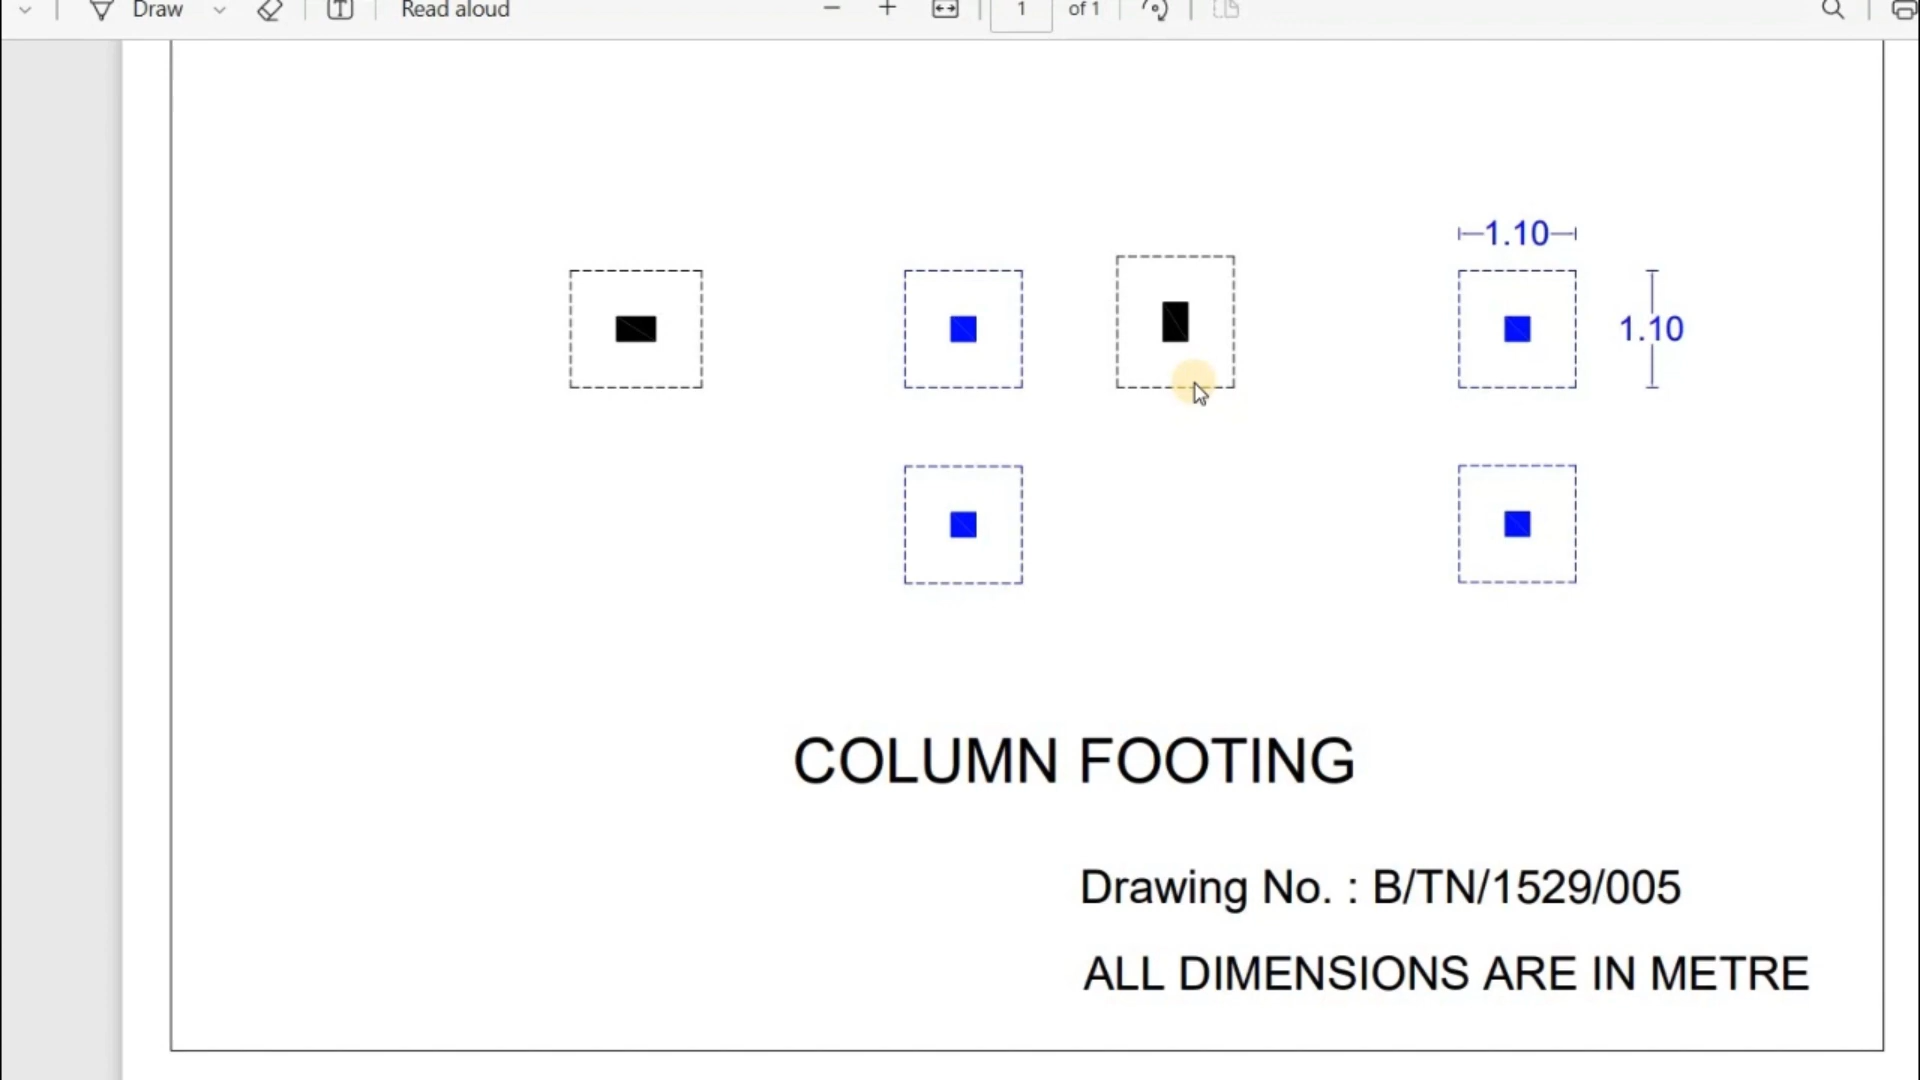 Draw
Read aloud
1
of 1
1.10
1.10
COLUMN FOOTING
Drawing No. : B/TN/1529/005
ALL DIMENSIONS ARE IN METRE